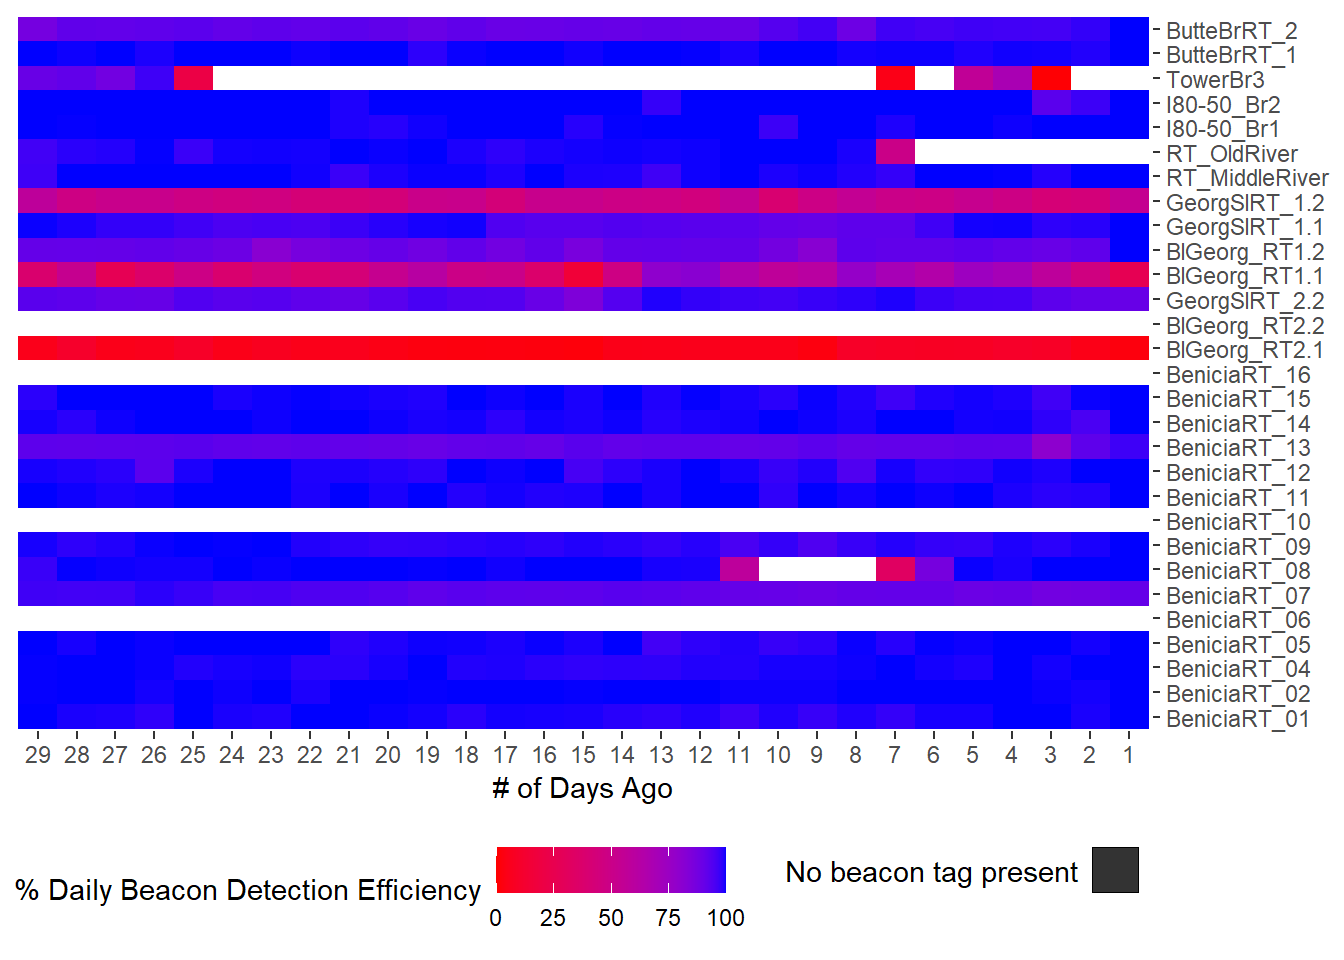 ButteBrRT_2
ButteBrRT_1
TowerBr3
I80-50_Br2
I80-50_Br1
RT_OldRiver
RT_MiddleRiver
GeorgSlRT_1.2
GeorgSlRT_1.1
BlGeorg_RT1.2
BlGeorg_RT1.1
GeorgSlRT_2.2
BlGeorg_RT2.2
BlGeorg_RT2.1
BeniciaRT_16
BeniciaRT_15
BeniciaRT_14
BeniciaRT_13
BeniciaRT_12
BeniciaRT_11
BeniciaRT_10
BeniciaRT_09
BeniciaRT_08
BeniciaRT_07
BeniciaRT_06
BeniciaRT_05
BeniciaRT_04
BeniciaRT_02
BeniciaRT_01
29 28 27 26 25 24 23 22 21 20 19 18 17 16 15 14 13 12 11 10 9 8 7 6 5 4 3 2 1
# of Days Ago
% Daily Beacon Detection Efficiency
0 25 50 75 100
No beacon tag present